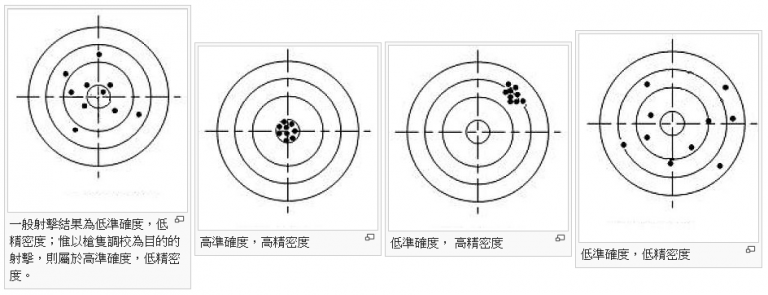 一般射擊結果為低準確度，低
精密度；惟以槍隻調校為目的的
射擊，則屬於高準確度，低精密
度。
高準確度，高精密度
低準確度， 高精密度
低準確度，低精密度